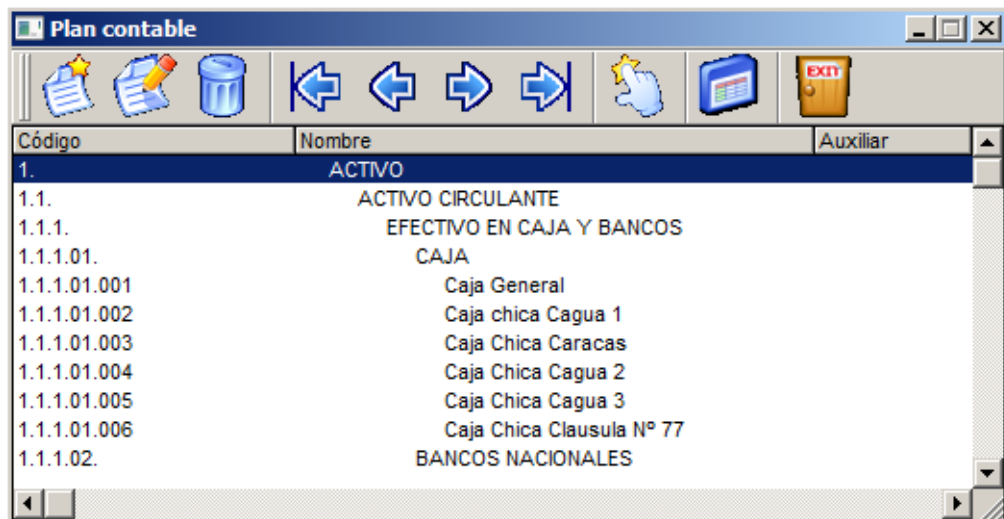 Plan contable
EXIT
Código Nombre Auxiliar
1. ACTIVO
1.1. ACTIVO CIRCULANTE
1.1.1. EFECTIVO EN CAJA Y BANCOS
1.1.1.01. CAJA
1.1.1.01.001 Caja General
1.1.1.01.002 Caja chica Cagua 1
1.1.1.01.003 Caja Chica Caracas
1.1.1.01.004 Caja Chica Cagua 2
1.1.1.01.005 Caja Chica Cagua 3
1.1.1.01.006 Caja Chica Clausula Nº 77
1.1.1.02. BANCOS NACIONALES